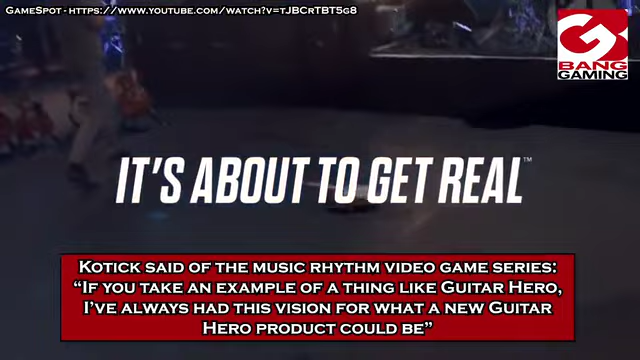 GameSpot - https://www.youtube.com/watch?v=tJBCrTBT5g8
BANG
GAMING
IT'S ABOUT TO GET REAL™
Kotick said of the music rhythm video game series:
“If you take an example of a thing like Guitar Hero,
I’ve always had this vision for what a new Guitar
Hero product could be”